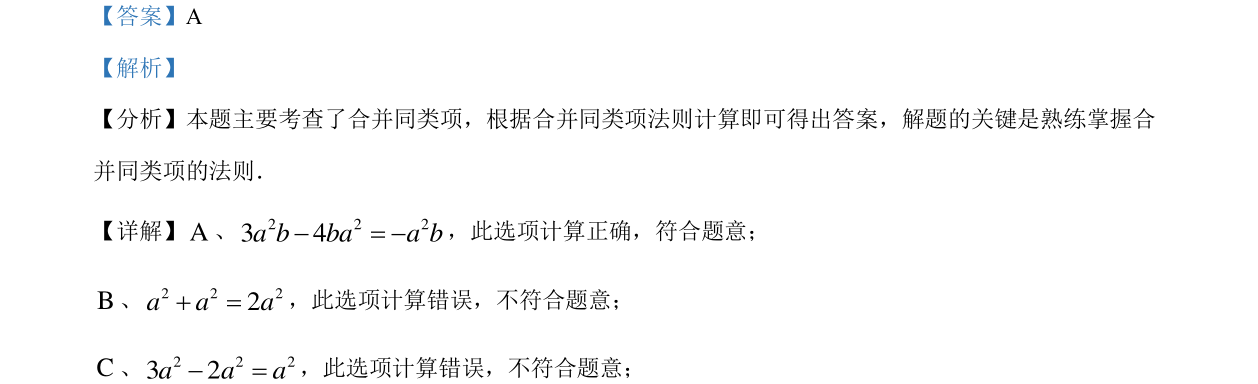 【答案】A
【解析】
【分析】本题主要考查了合并同类项，根据合并同类项法则计算即可得出答案，解题的关键是熟练掌握合
并同类项的法则．
【详解】A、3a²b－4ba²＝－a²b，此选项计算正确，符合题意；
B、a²＋a²＝2a²，此选项计算错误，不符合题意；
C、3a²－2a²＝a²，此选项计算错误，不符合题意；